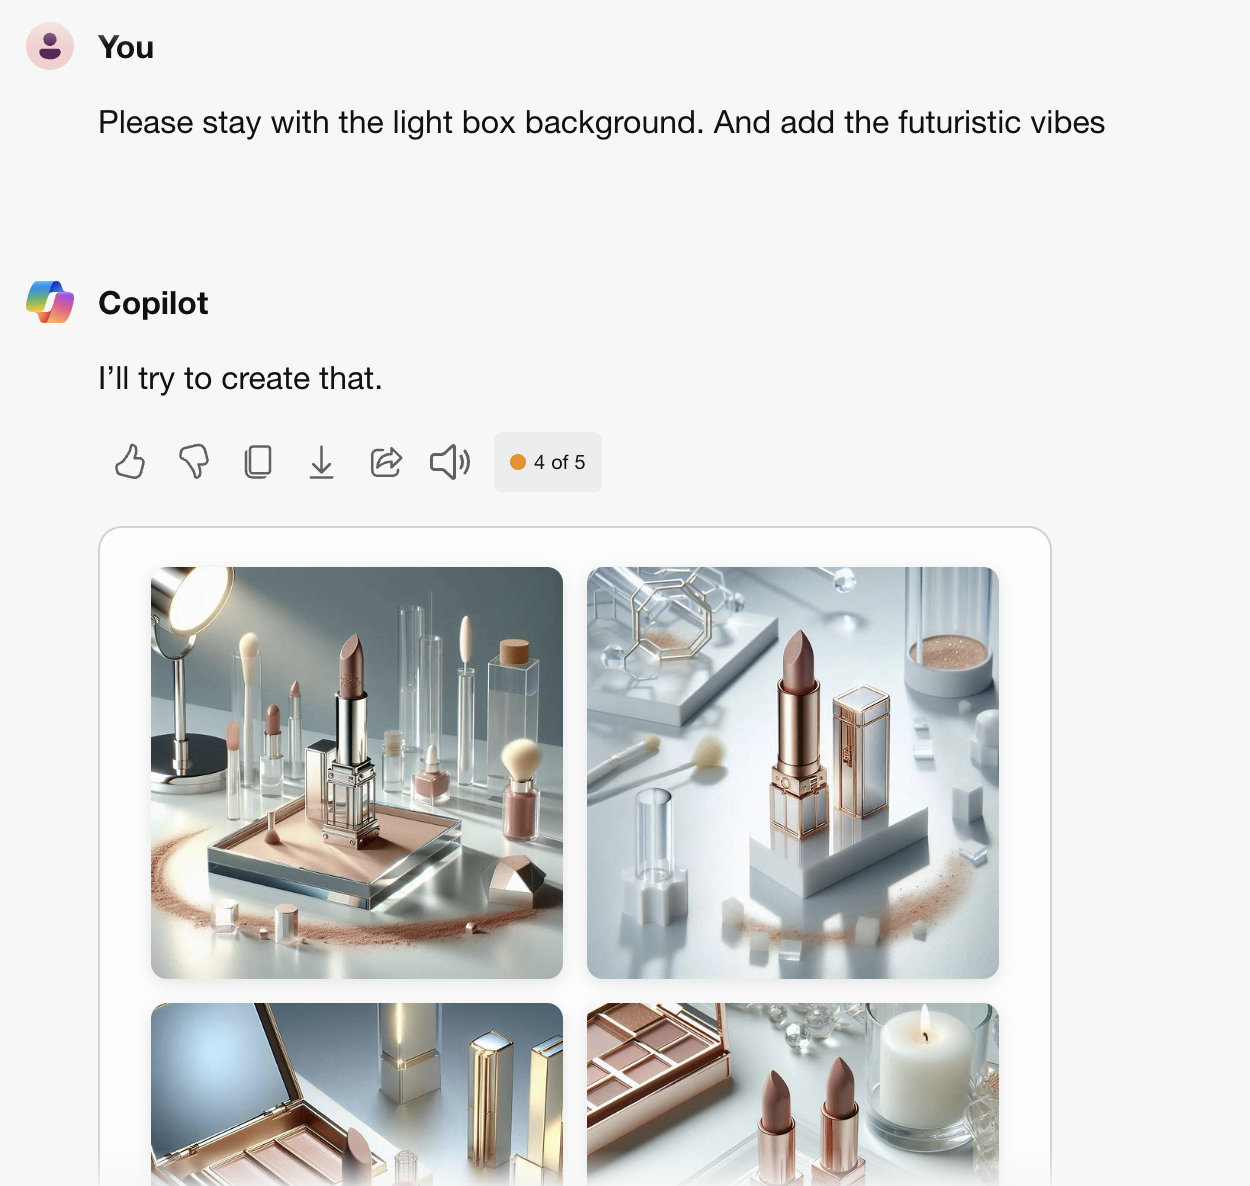 You
Please stay with the light box background. And add the futuristic vibes
Copilot
I’ll try to create that.
4 of 5